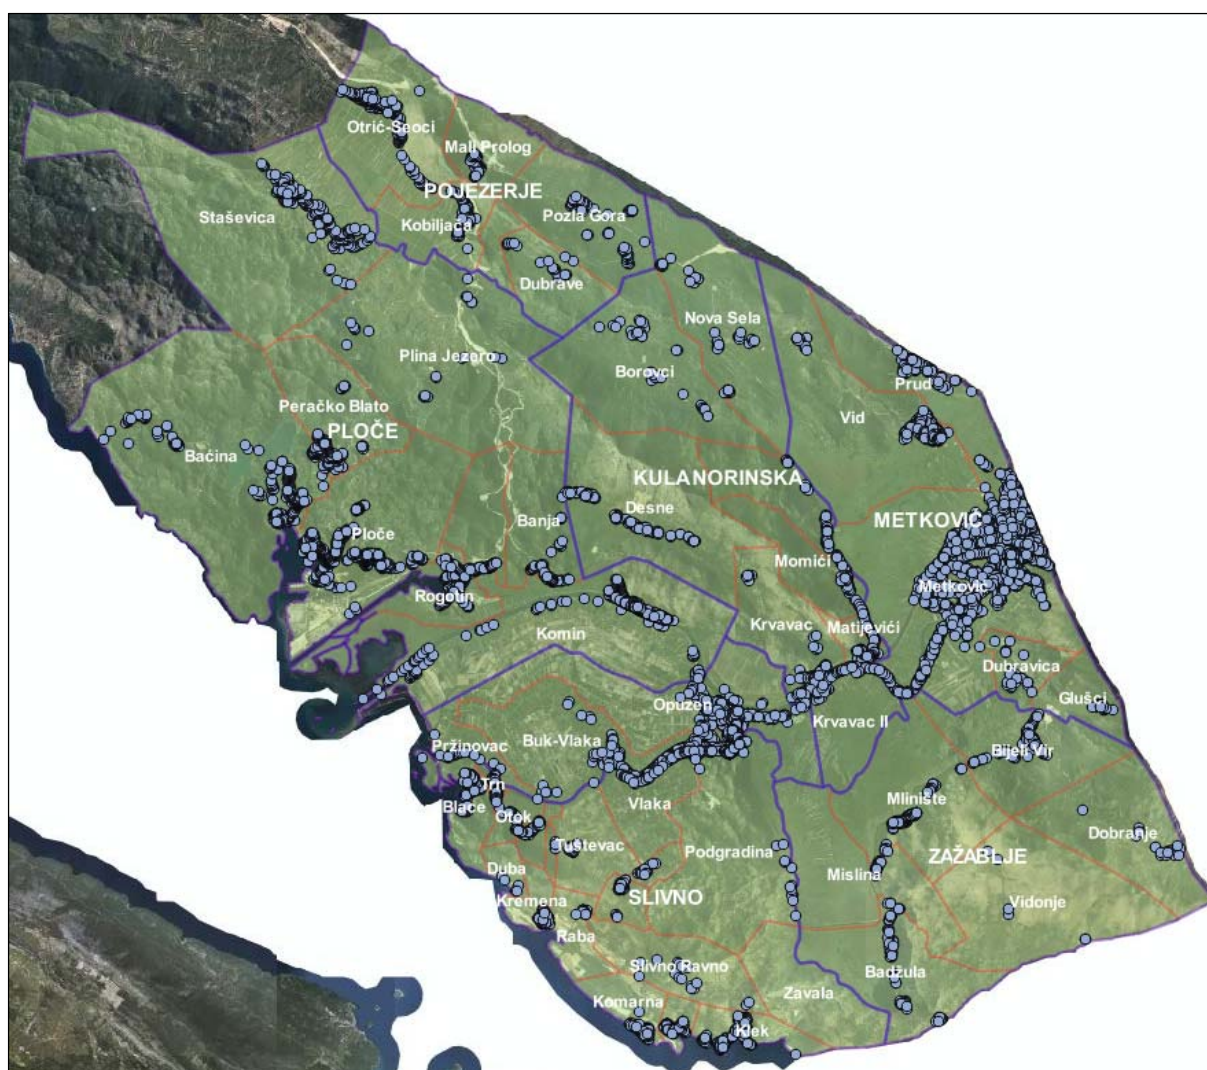 Otrić-Seoci
Mali Prolog
POJEZERJE
Staševica
Kobiljača
Pozla Gora
Dubrave
Nova Sela
Plina Jezero
Borovci
Prud
Peračko Blato
PLOČE
Vid
Baćina
KULA NORINSKA
Desne
METKOVIĆ
Banja
Ploče
Momići
Metković
Rogotin
Krvavac
Matijevići
Komin
Dubravica
Glušci
Opuzen
Krvavac II
Pržinovac
Buk-Vlaka
Bijeli Vir
Trn
Mlinište
Blace
Vlaka
Otok
Dobranje
Tuštevac
Podgradina
ZAŽABLJE
Duba
Mislina
Kremena
SLIVNO
Vidonje
Raba
Slivno Ravno
Badžula
Komarna
Zavala
Klek